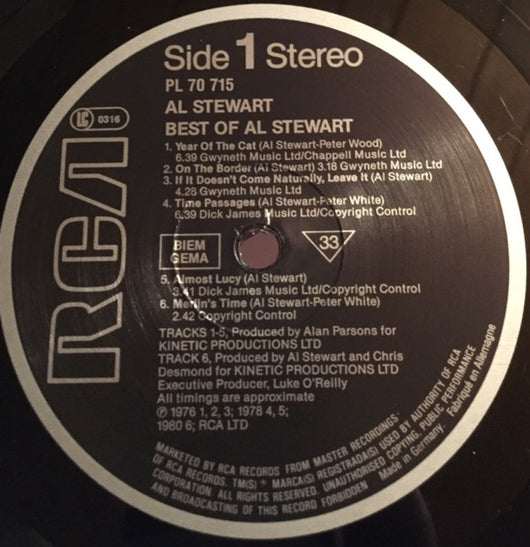 Side 1 Stereo
PL 70 715
LC 0316
AL STEWART
BEST OF AL STEWART
1. Year Of The Cat (Al Stewart-Peter Wood)
6.39 Gwyneth Music Ltd/Chappell Music Ltd
2. On The Border (Al Stewart) 3.18 Gwyneth Music Ltd
3. If It Doesn't Come Naturally, Leave It (Al Stewart)
4.28 Gwyneth Music Ltd
4. Time Passages (Al Stewart-Peter White)
6.39 Dick James Music Ltd/Copyright Control
BIEM
GEMA
33
5. Almost Lucy (Al Stewart)
3.41 Dick James Music Ltd/Copyright Control
6. Merlin's Time (Al Stewart-Peter White)
2.42 Copyright Control
TRACKS 1-5, Produced by Alan Parsons for
KINETIC PRODUCTIONS LTD
TRACK 6, Produced by Al Stewart and Chris
Desmond for KINETIC PRODUCTIONS LTD
Executive Producer, Luke O'Reilly
All timings are approximate
Ⓟ 1976 1, 2, 3; 1978 4, 5;
1980 6; RCA LTD
RCA
MARKETED BY RCA RECORDS FROM MASTER RECORDINGS
OF RCA RECORDS. TM(S) ® MARCA(S) REGISTRADA(S) USED BY AUTHORITY OF RCA
CORPORATION. ALL RIGHTS RESERVED. UNAUTHORISED COPYING, PUBLIC PERFORMANCE
AND BROADCASTING OF THIS RECORD FORBIDDEN Made in Germany. Fabriqué en Allemagne